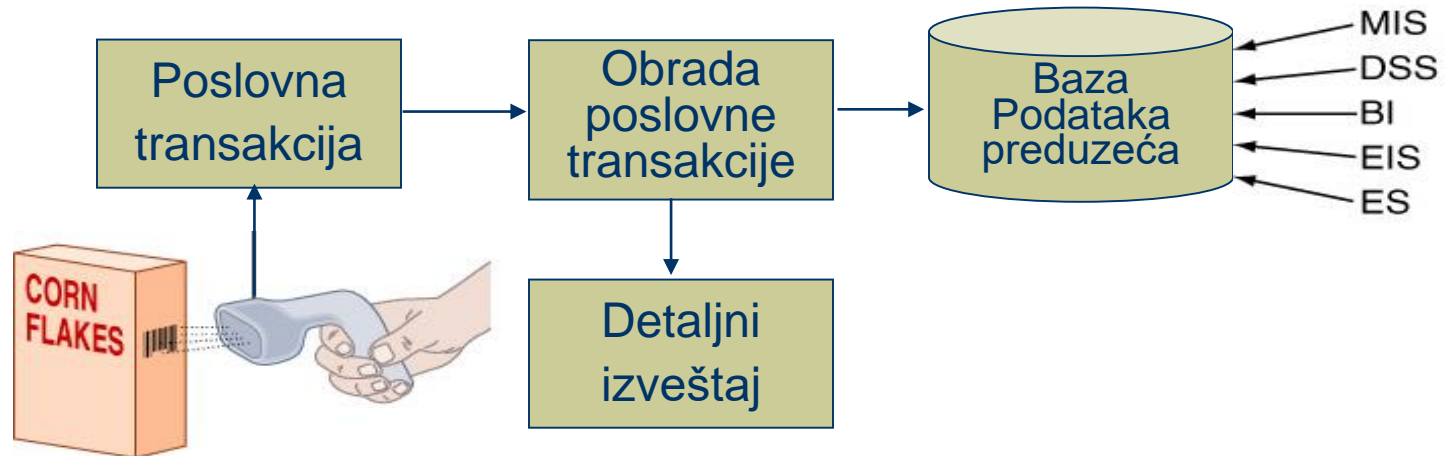 Poslovna
transakcija
Obrada
poslovne
transakcije
Baza
Podataka
preduzeća
MIS
DSS
BI
EIS
ES
CORN
FLAKES
Detaljni
izveštaj